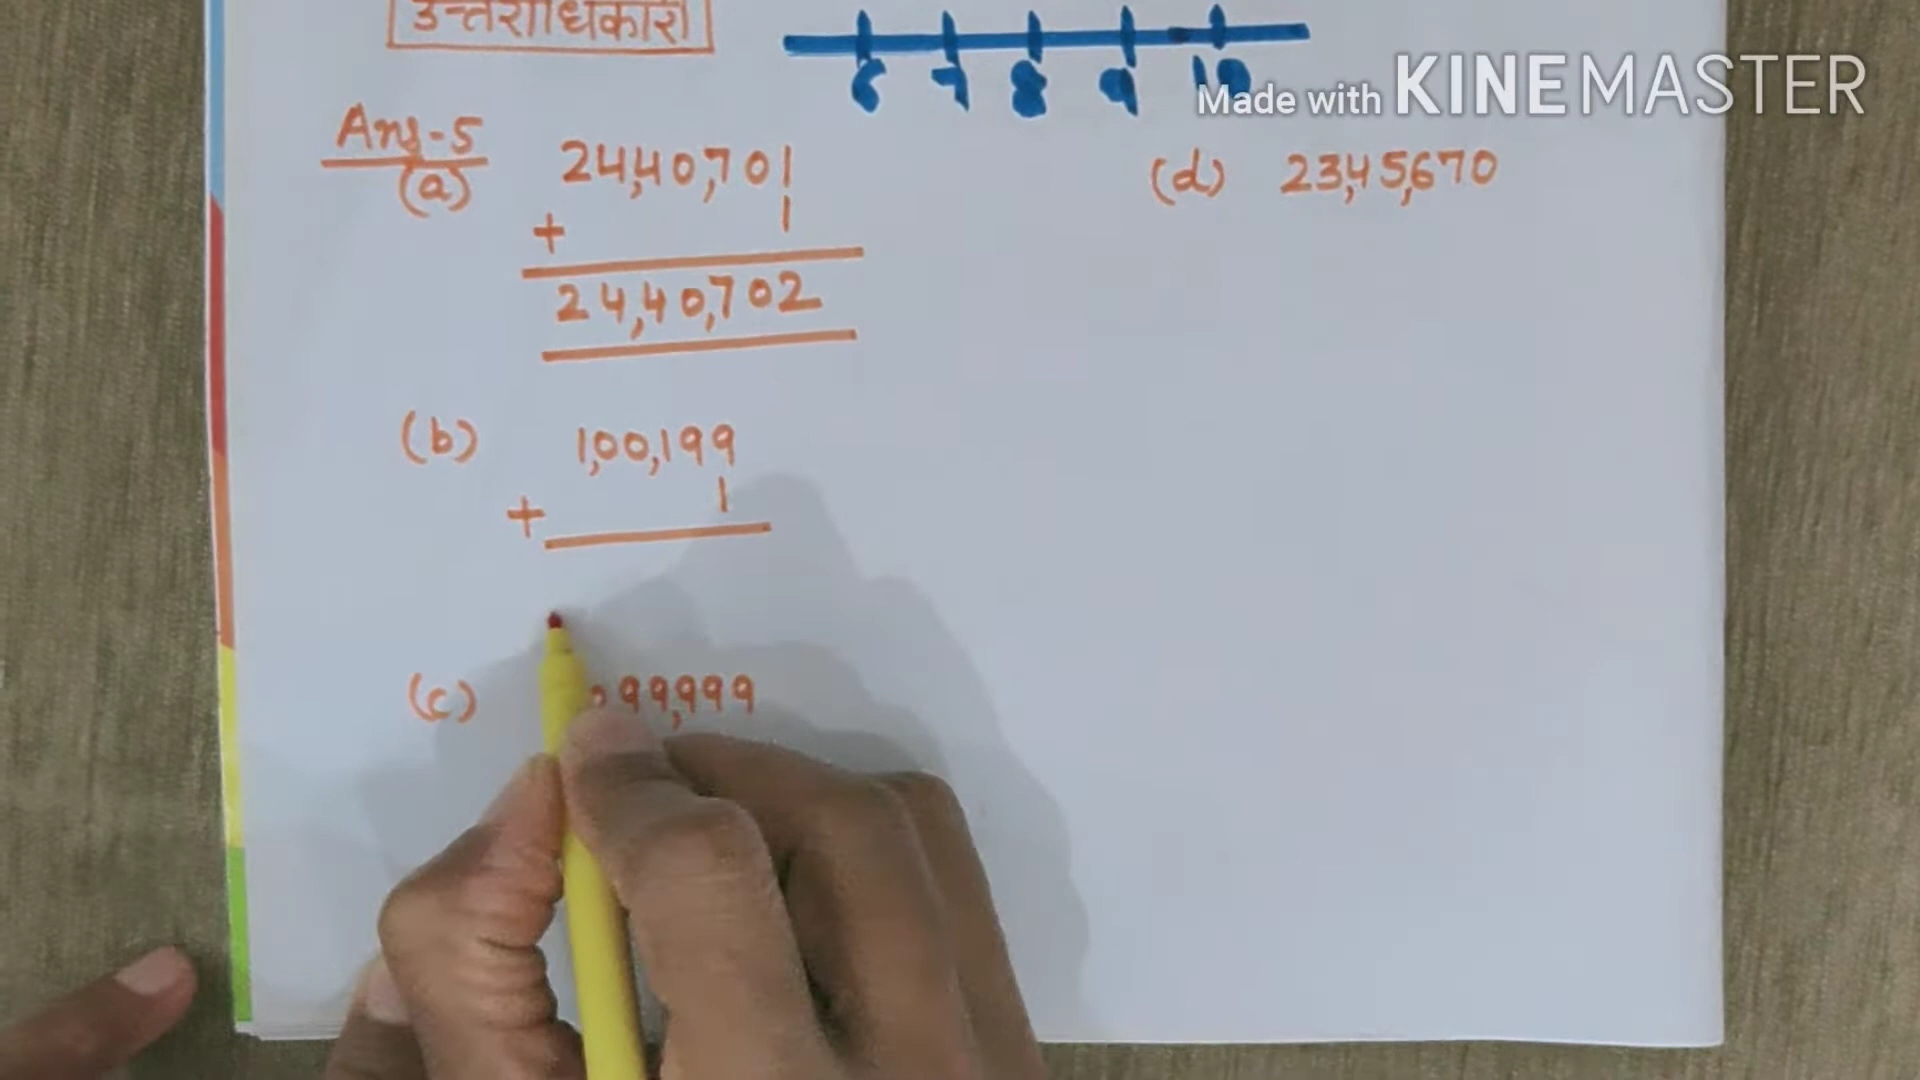 उत्तराधिकारी
6 7 8 9 10
Made with KINEMASTER
Ans-5
(a) 24,40,701
+ 1
24,40,702
(b) 1,00,199
+ 1
(c) 99,999
(d) 23,45,670